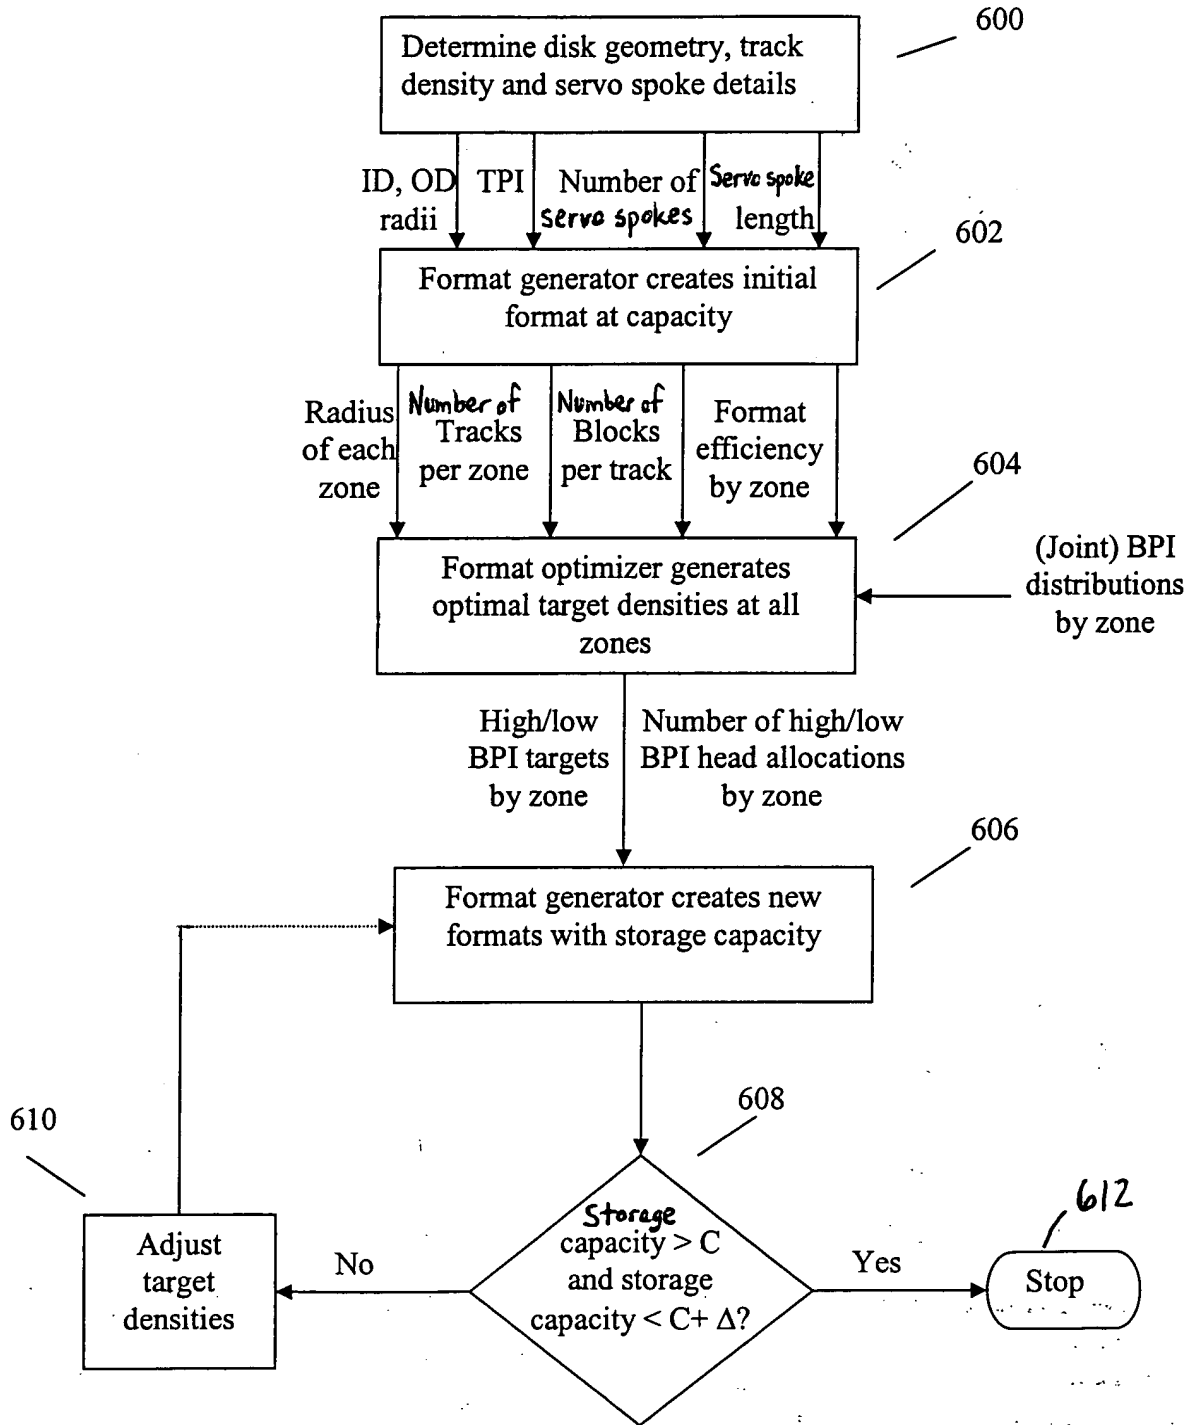 600
Determine disk geometry, track
density and servo spoke details
ID, OD
radii
TPI
Number of
servo spokes
Servo spoke
length
602
Format generator creates initial
format at capacity
Radius
of each
zone
Number of
Tracks
per zone
Number of
Blocks
per track
Format
efficiency
by zone
604
Format optimizer generates
optimal target densities at all
zones
(Joint) BPI
distributions
by zone
High/low
BPI targets
by zone
Number of high/low
BPI head allocations
by zone
606
Format generator creates new
formats with storage capacity
608
Storage
capacity > C
and storage
capacity < C+ Δ?
610
Adjust
target
densities
No
Yes
612
Stop